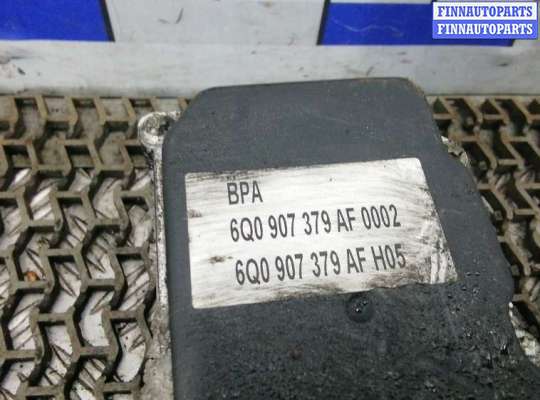 FINNAUTOPARTS
FINNAUTOPARTS
BPA
6Q0 907 379 AF 0002
6Q0 907 379 AF H05